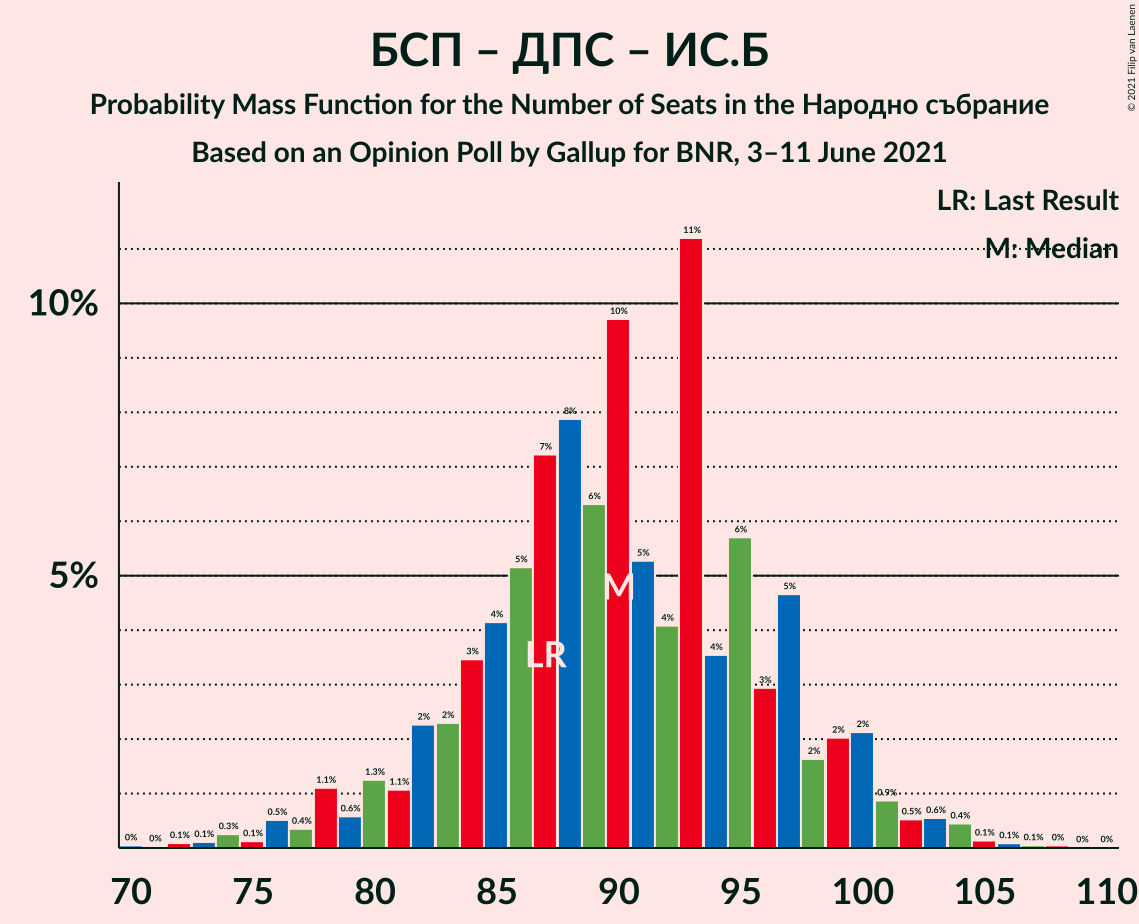 БСП – ДПС – ИС.Б
Probability Mass Function for the Number of Seats in the Народно събрание
Based on an Opinion Poll by Gallup for BNR, 3–11 June 2021
© 2021 Filip van Laenen
LR: Last Result
M: Median
10%
5%
0% 0% 0.1% 0.1% 0.3% 0.1% 0.5% 0.4% 1.1% 0.6% 1.3% 1.1% 2% 2% 3% 4% 5% 7% 8% 6% 10% 5% 4% 11% 4% 6% 3% 5% 2% 2% 2% 0.9% 0.5% 0.6% 0.4% 0.1% 0.1% 0.1% 0% 0% 0%
LR
M
70 75 80 85 90 95 100 105 110